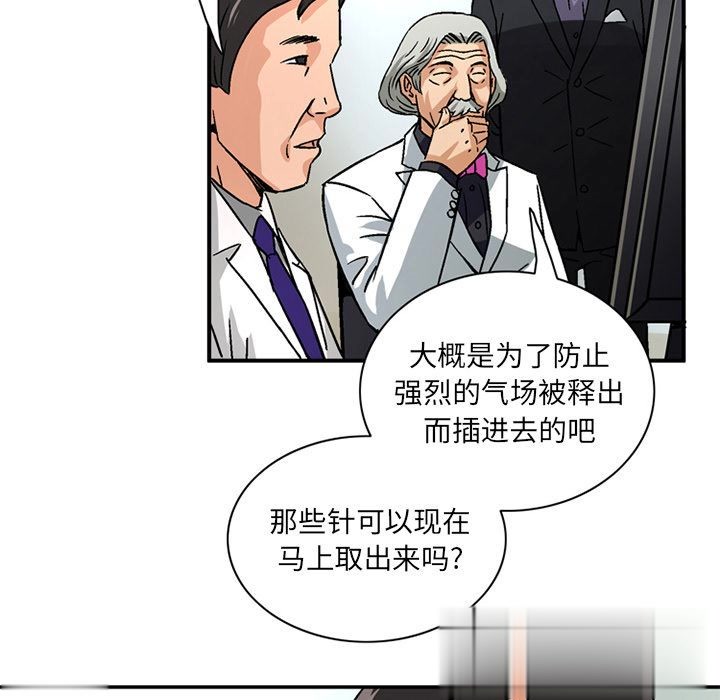 大概是为了防止
强烈的气场被释出
而插进去的吧
那些针可以现在
马上取出来吗?